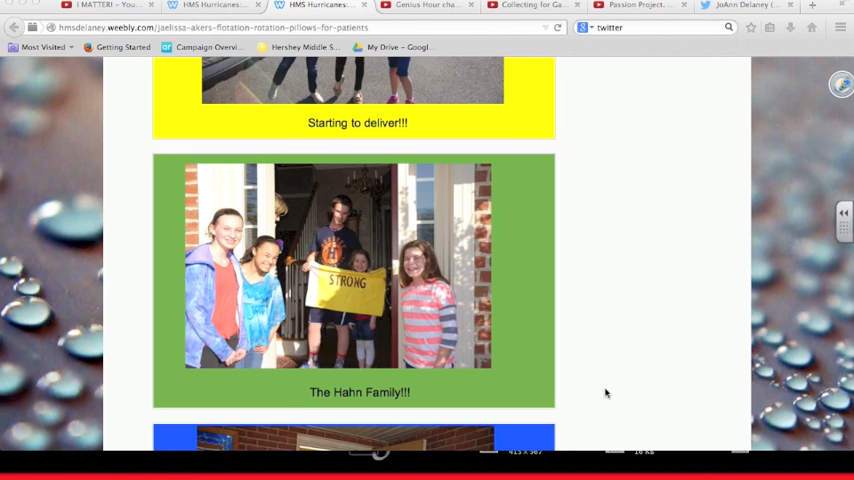 I MATTER! – You...
HMS Hurricanes:...
HMS Hurricanes:...
Genius Hour cha...
Collecting for Ga...
Passion Project. ...
JoAnn Delaney (...
hmsdelaney.weebly.com/jaelissa-akers-flotation-rotation-pillows-for-patients
twitter
Most Visited
Getting Started
Campaign Overvi...
Hershey Middle S...
My Drive – Googl...
Starting to deliver!!!
H
STRONG
The Hahn Family!!!